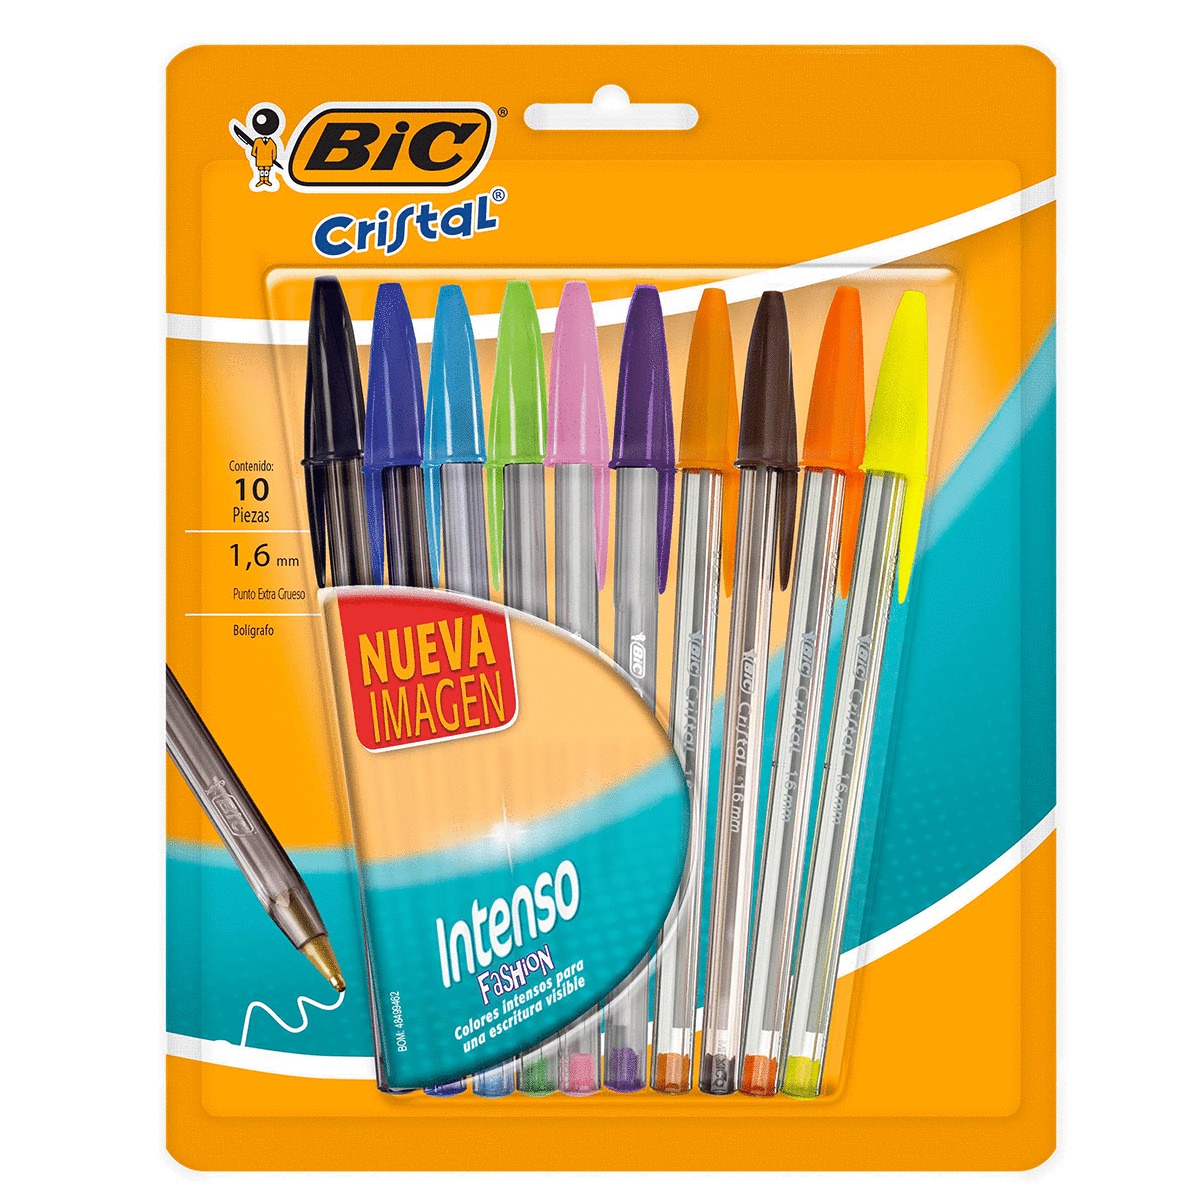 BiC®
Cristal®
Contenido:
10
Piezas
1,6 mm
Punto Extra Grueso
Bolígrafo
NUEVA
IMAGEN
BiC
BiC
BiC Cristal 1.6 mm
BiC Cristal 1.6 mm
BiC Cristal 1.6 mm
BiC
Intenso
FASHION
Colores intensos para
una escritura visible
BOM: 48499462
MEXICO